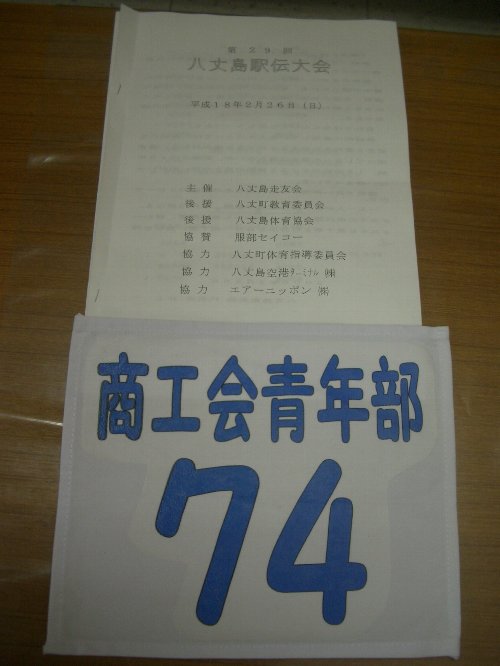 第２９回
八丈島駅伝大会
平成１８年２月２６日（日）
主催 八丈島走友会
後援 八丈町教育委員会
後援 八丈島体育協会
協賛 服部セイコー
協力 八丈町体育指導委員会
協力 八丈島空港ﾀｰﾐﾅﾙ㈱
協力 エアーニッポン㈱
商工会青年部
74